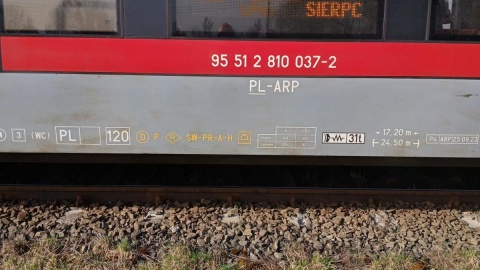 SIERPC
95 51 2 810 037-2
PL-ARP
3 (WC) PL 120 P SW-PR-A-H 31t 17,20 m
24,50 m